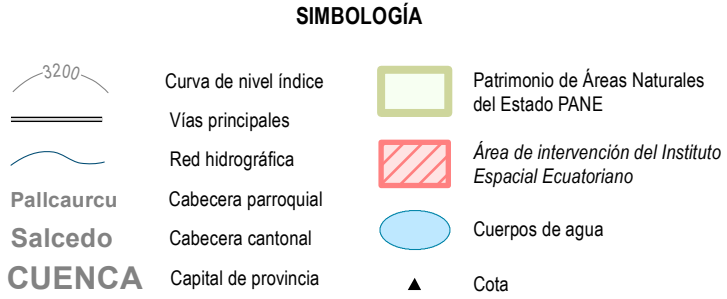 SIMBOLOGÍA
3200
Curva de nivel índice
Vías principales
Red hidrográfica
Pallcaurcu
Cabecera parroquial
Salcedo
Cabecera cantonal
CUENCA
Capital de provincia
Patrimonio de Áreas Naturales
del Estado PANE
Área de intervención del Instituto
Espacial Ecuatoriano
Cuerpos de agua
Cota